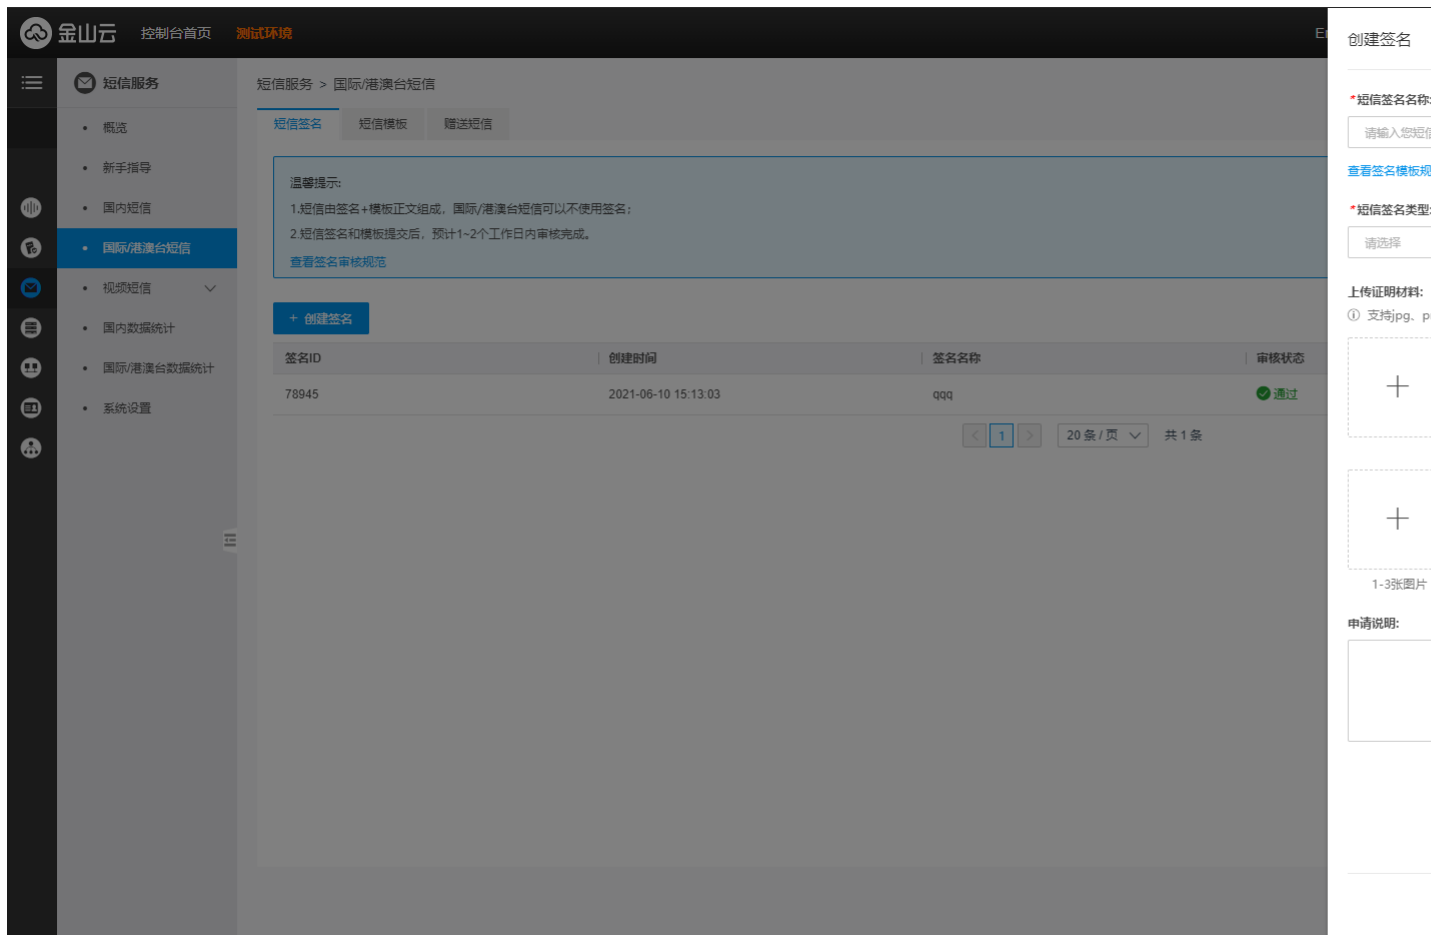 金山云 控制台首页 测试环境
短信服务
概览
新手指导
国内短信
国际/港澳台短信
视频短信
国内数据统计
国际/港澳台数据统计
系统设置
短信服务 > 国际/港澳台短信
短信签名 短信模板 赠送短信
温馨提示:
1.短信由签名+模板正文组成，国际/港澳台短信可以不使用签名；
2.短信签名和模提交后，预计1~2个工作日内审核完成。
查看签名审核规范
+ 创建签名
签名ID 创建时间 签名名称 审核状态
78945 2021-06-10 15:13:03 qqq 通过
< 1 > 20 条 / 页 共 1 条
创建签名
*短信签名名称:
请输入您短信
查看签名模板规
*短信签名类型:
请选择
上传证明材料:
支持jpg、p
1-3张图片
申请说明: